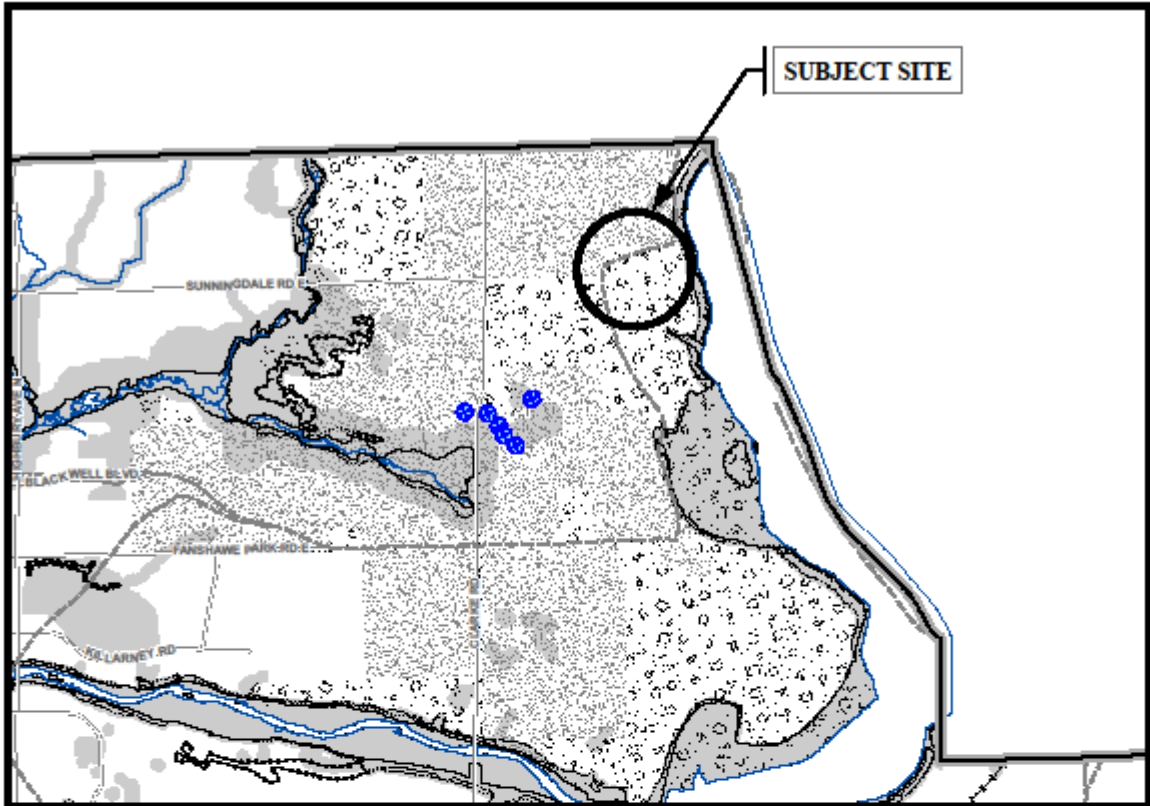 SUBJECT SITE
SUNNINGDALE RD E
BLACKWELL BLVD
FANSHAWE PARK RD E
KILLARNEY RD